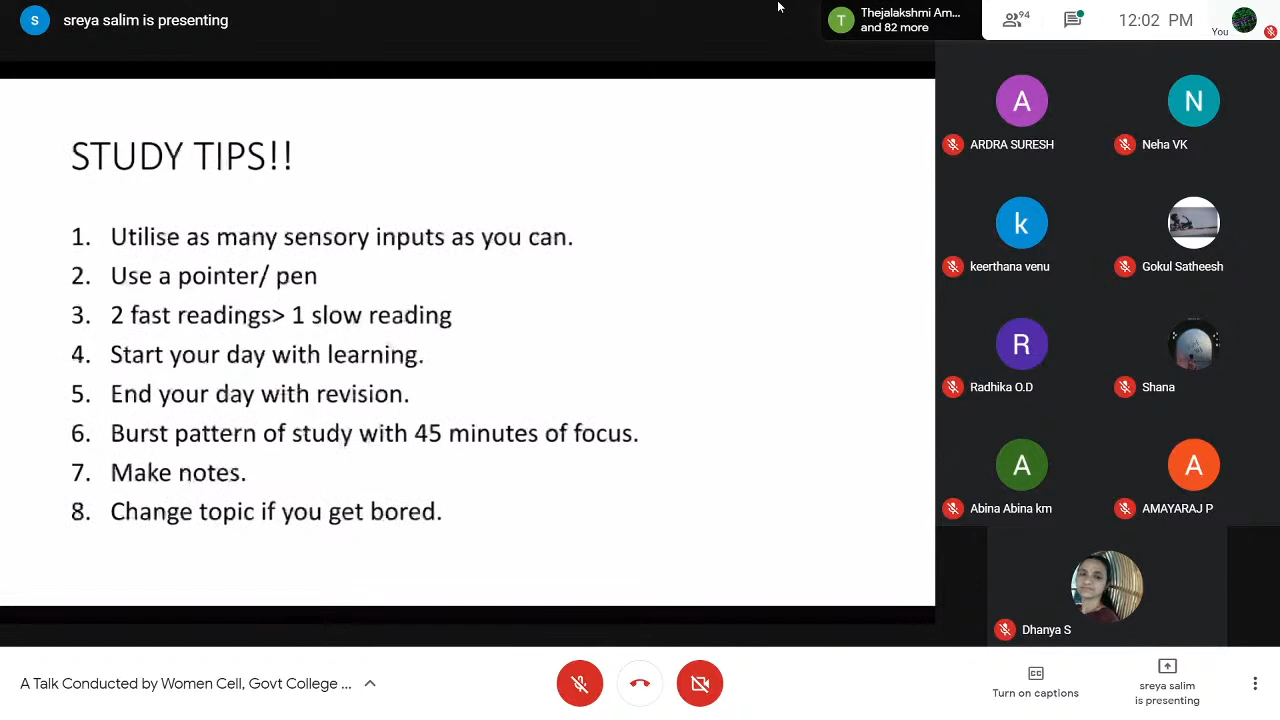 S
sreya salim is presenting
T
Thejalakshmi Am...
and 82 more
94
12:02 PM
You
STUDY TIPS!!
1. Utilise as many sensory inputs as you can.
2. Use a pointer/ pen
3. 2 fast readings> 1 slow reading
4. Start your day with learning.
5. End your day with revision.
6. Burst pattern of study with 45 minutes of focus.
7. Make notes.
8. Change topic if you get bored.
A
ARDRA SURESH
N
Neha VK
k
keerthana venu
Gokul Satheesh
R
Radhika O.D
Shana
A
Abina Abina km
A
AMAYARAJ P
Dhanya S
A Talk Conducted by Women Cell, Govt College ...
CC
Turn on captions
sreya salim
is presenting